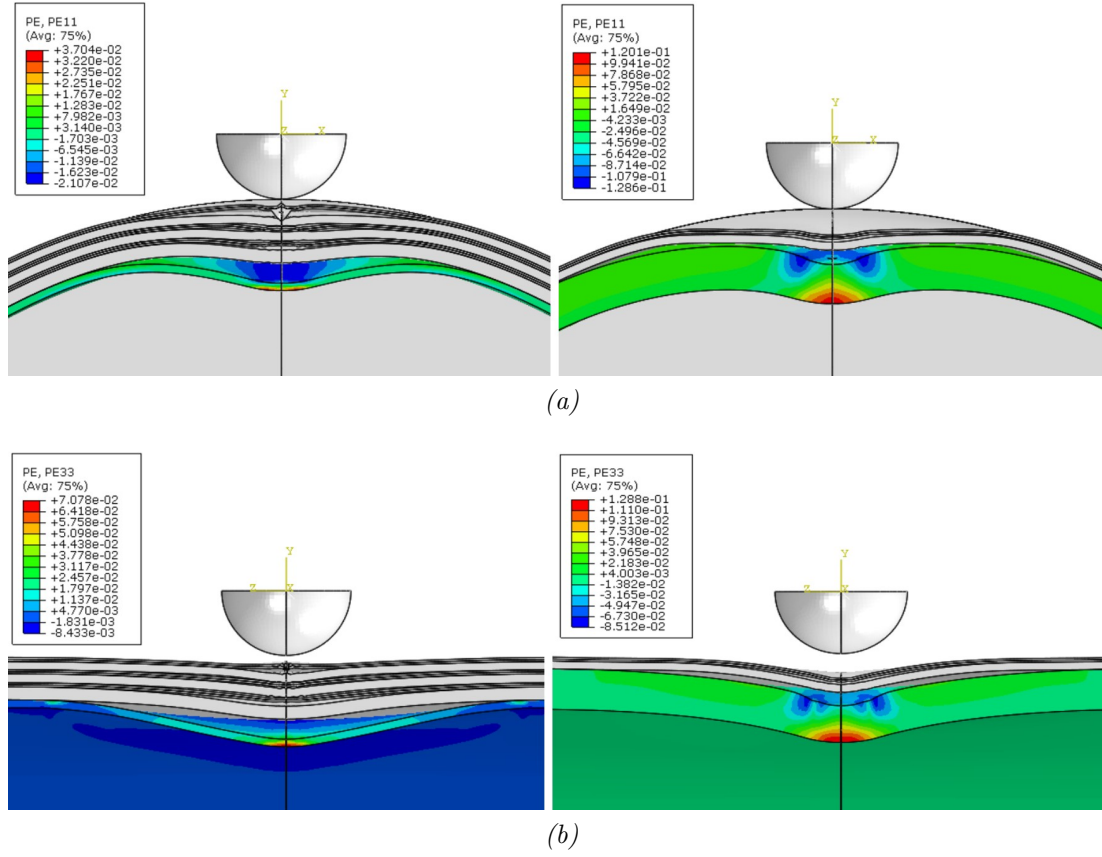 PE, PE11
(Avg: 75%)
+3.704e-02
+3.220e-02
+2.735e-02
+2.251e-02
+1.767e-02
+1.283e-02
+7.982e-03
+3.140e-03
-1.703e-03
-6.545e-03
-1.139e-02
-1.623e-02
-2.107e-02
Y
Z
X
PE, PE11
(Avg: 75%)
+1.201e-01
+9.941e-02
+7.868e-02
+5.795e-02
+3.722e-02
+1.649e-02
-4.233e-03
-2.496e-02
-4.569e-02
-6.642e-02
-8.714e-02
-1.079e-01
-1.286e-01
Y
Z
X
(a)
PE, PE33
(Avg: 75%)
+7.078e-02
+6.418e-02
+5.758e-02
+5.098e-02
+4.438e-02
+3.778e-02
+3.117e-02
+2.457e-02
+1.797e-02
+1.137e-02
+4.770e-03
-1.831e-03
-8.433e-03
Y
Z
X
PE, PE33
(Avg: 75%)
+1.288e-01
+1.110e-01
+9.313e-02
+7.530e-02
+5.748e-02
+3.965e-02
+2.183e-02
+4.003e-03
-1.382e-02
-3.165e-02
-4.947e-02
-6.730e-02
-8.512e-02
Y
Z
X
(b)